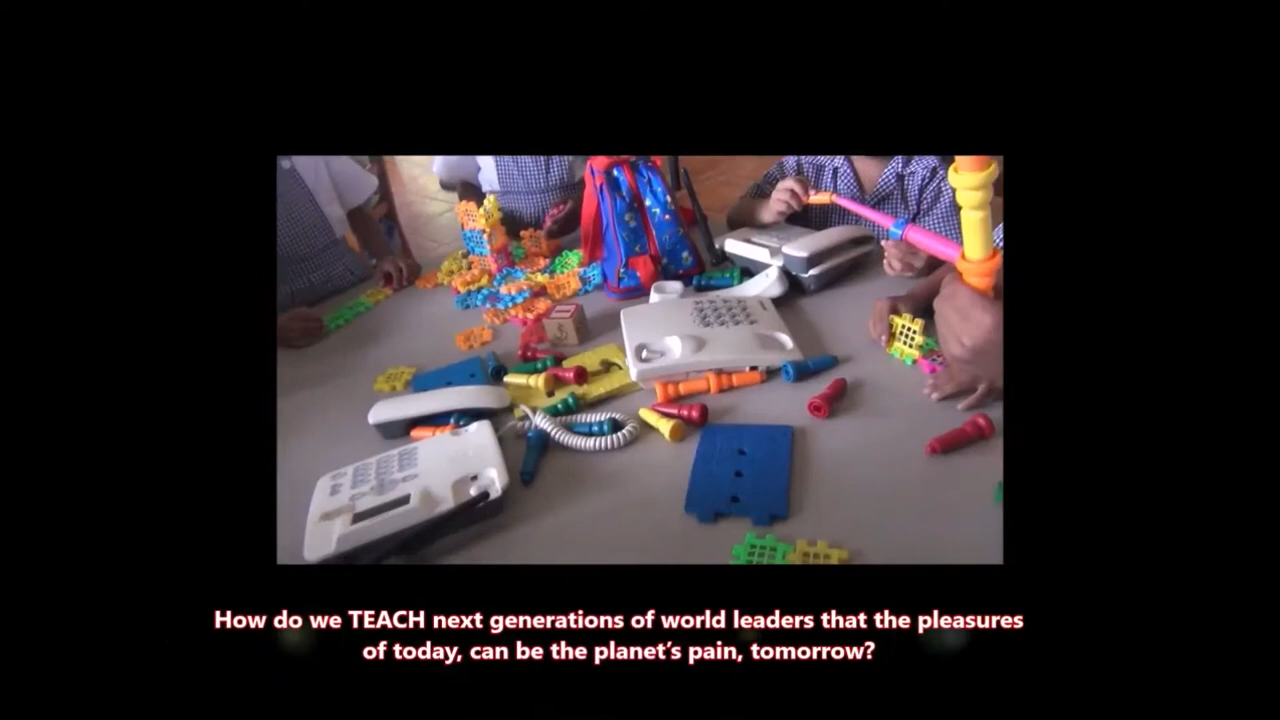 How do we TEACH next generations of world leaders that the pleasures
of today, can be the planet's pain, tomorrow?